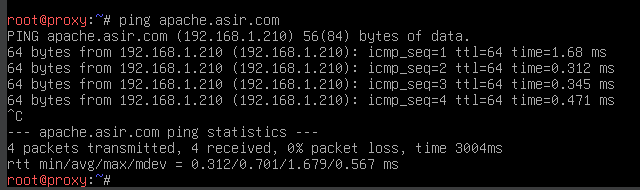 root@proxy:~# ping apache.asir.com
PING apache.asir.com (192.168.1.210) 56(84) bytes of data.
64 bytes from 192.168.1.210 (192.168.1.210): icmp_seq=1 ttl=64 time=1.68 ms
64 bytes from 192.168.1.210 (192.168.1.210): icmp_seq=2 ttl=64 time=0.312 ms
64 bytes from 192.168.1.210 (192.168.1.210): icmp_seq=3 ttl=64 time=0.345 ms
64 bytes from 192.168.1.210 (192.168.1.210): icmp_seq=4 ttl=64 time=0.471 ms
^C
--- apache.asir.com ping statistics ---
4 packets transmitted, 4 received, 0% packet loss, time 3004ms
rtt min/avg/max/mdev = 0.312/0.701/1.679/0.567 ms
root@proxy:~#